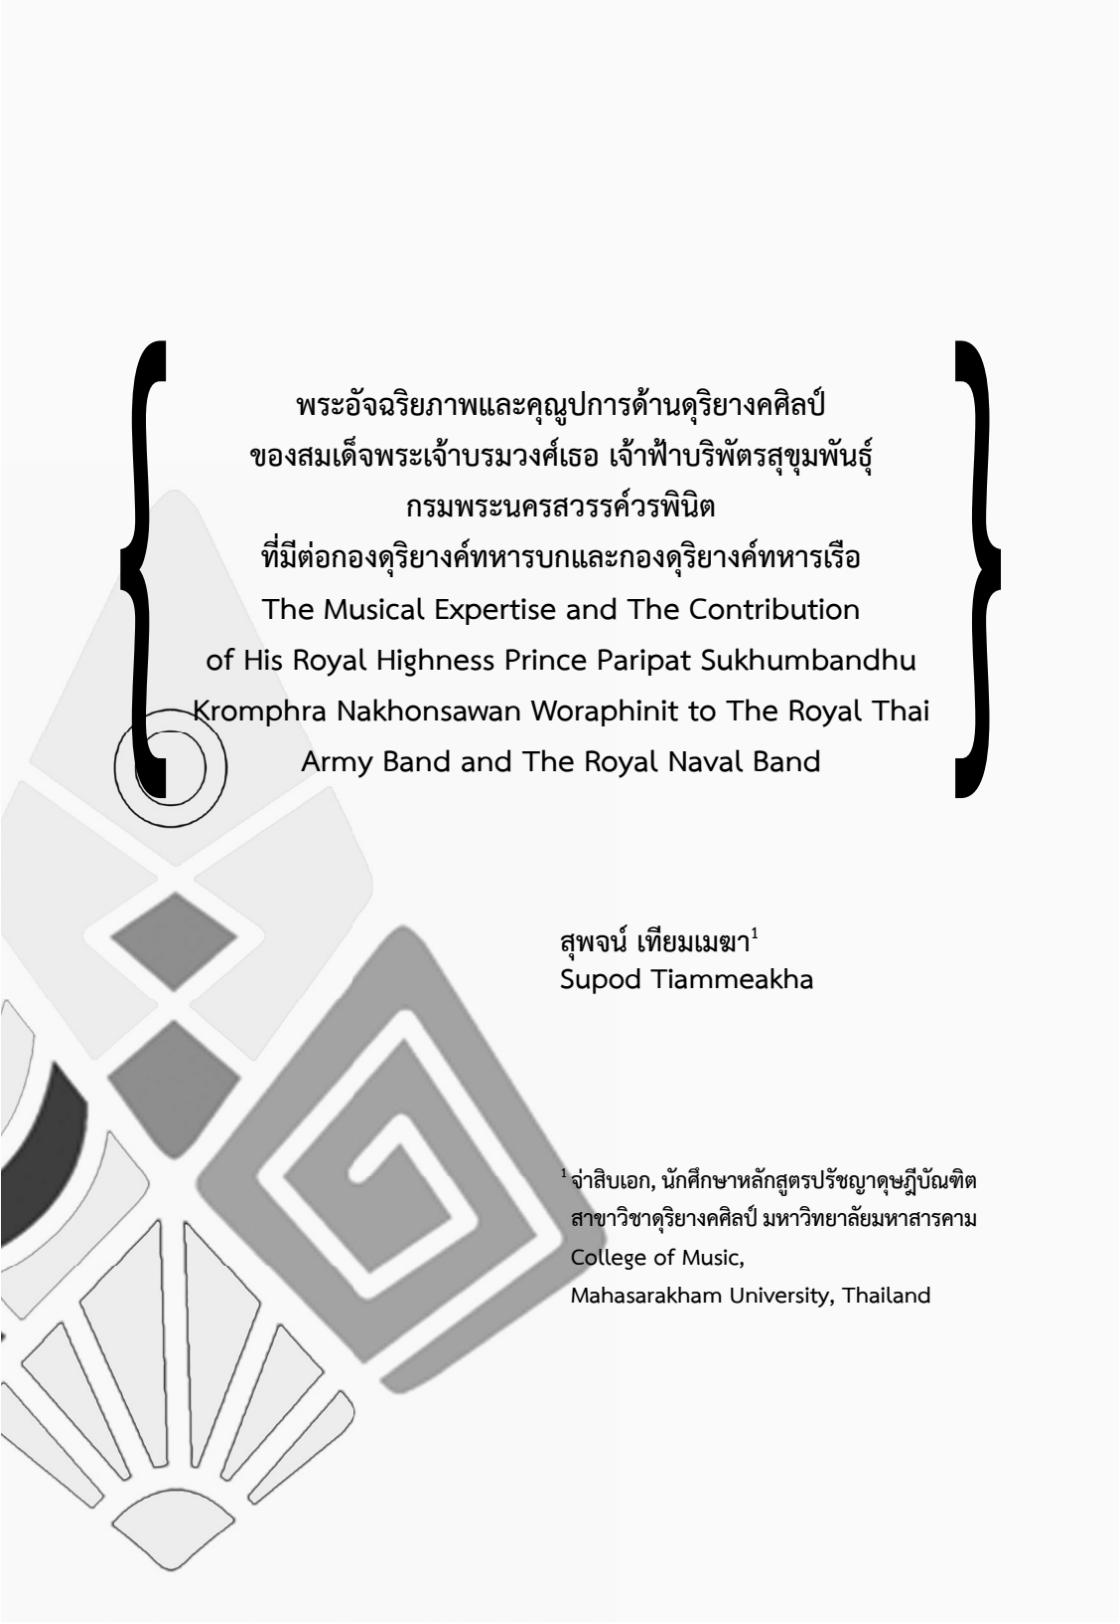 พระอัจฉริยภาพและคุณูปการด้านดุริยางคศิลป์
ของสมเด็จพระเจ้าบรมวงศ์เธอ เจ้าฟ้าบริพัตรสุขุมพันธุ์
กรมพระนครสวรรค์วรพินิต
ที่มีต่อกองดุริยางค์ทหารบกและกองดุริยางค์ทหารเรือ
The Musical Expertise and The Contribution
of His Royal Highness Prince Paripat Sukhumbandhu
Kromphra Nakhonsawan Woraphinit to The Royal Thai
Army Band and The Royal Naval Band
สุพจน์ เทียมเมฆา¹
Supod Tiammeakha
¹ จ่าสิบเอก, นักศึกษาหลักสูตรปรัชญาดุษฎีบัณฑิต
สาขาวิชาดุริยางคศิลป์ มหาวิทยาลัยมหาสารคาม
College of Music,
Mahasarakham University, Thailand